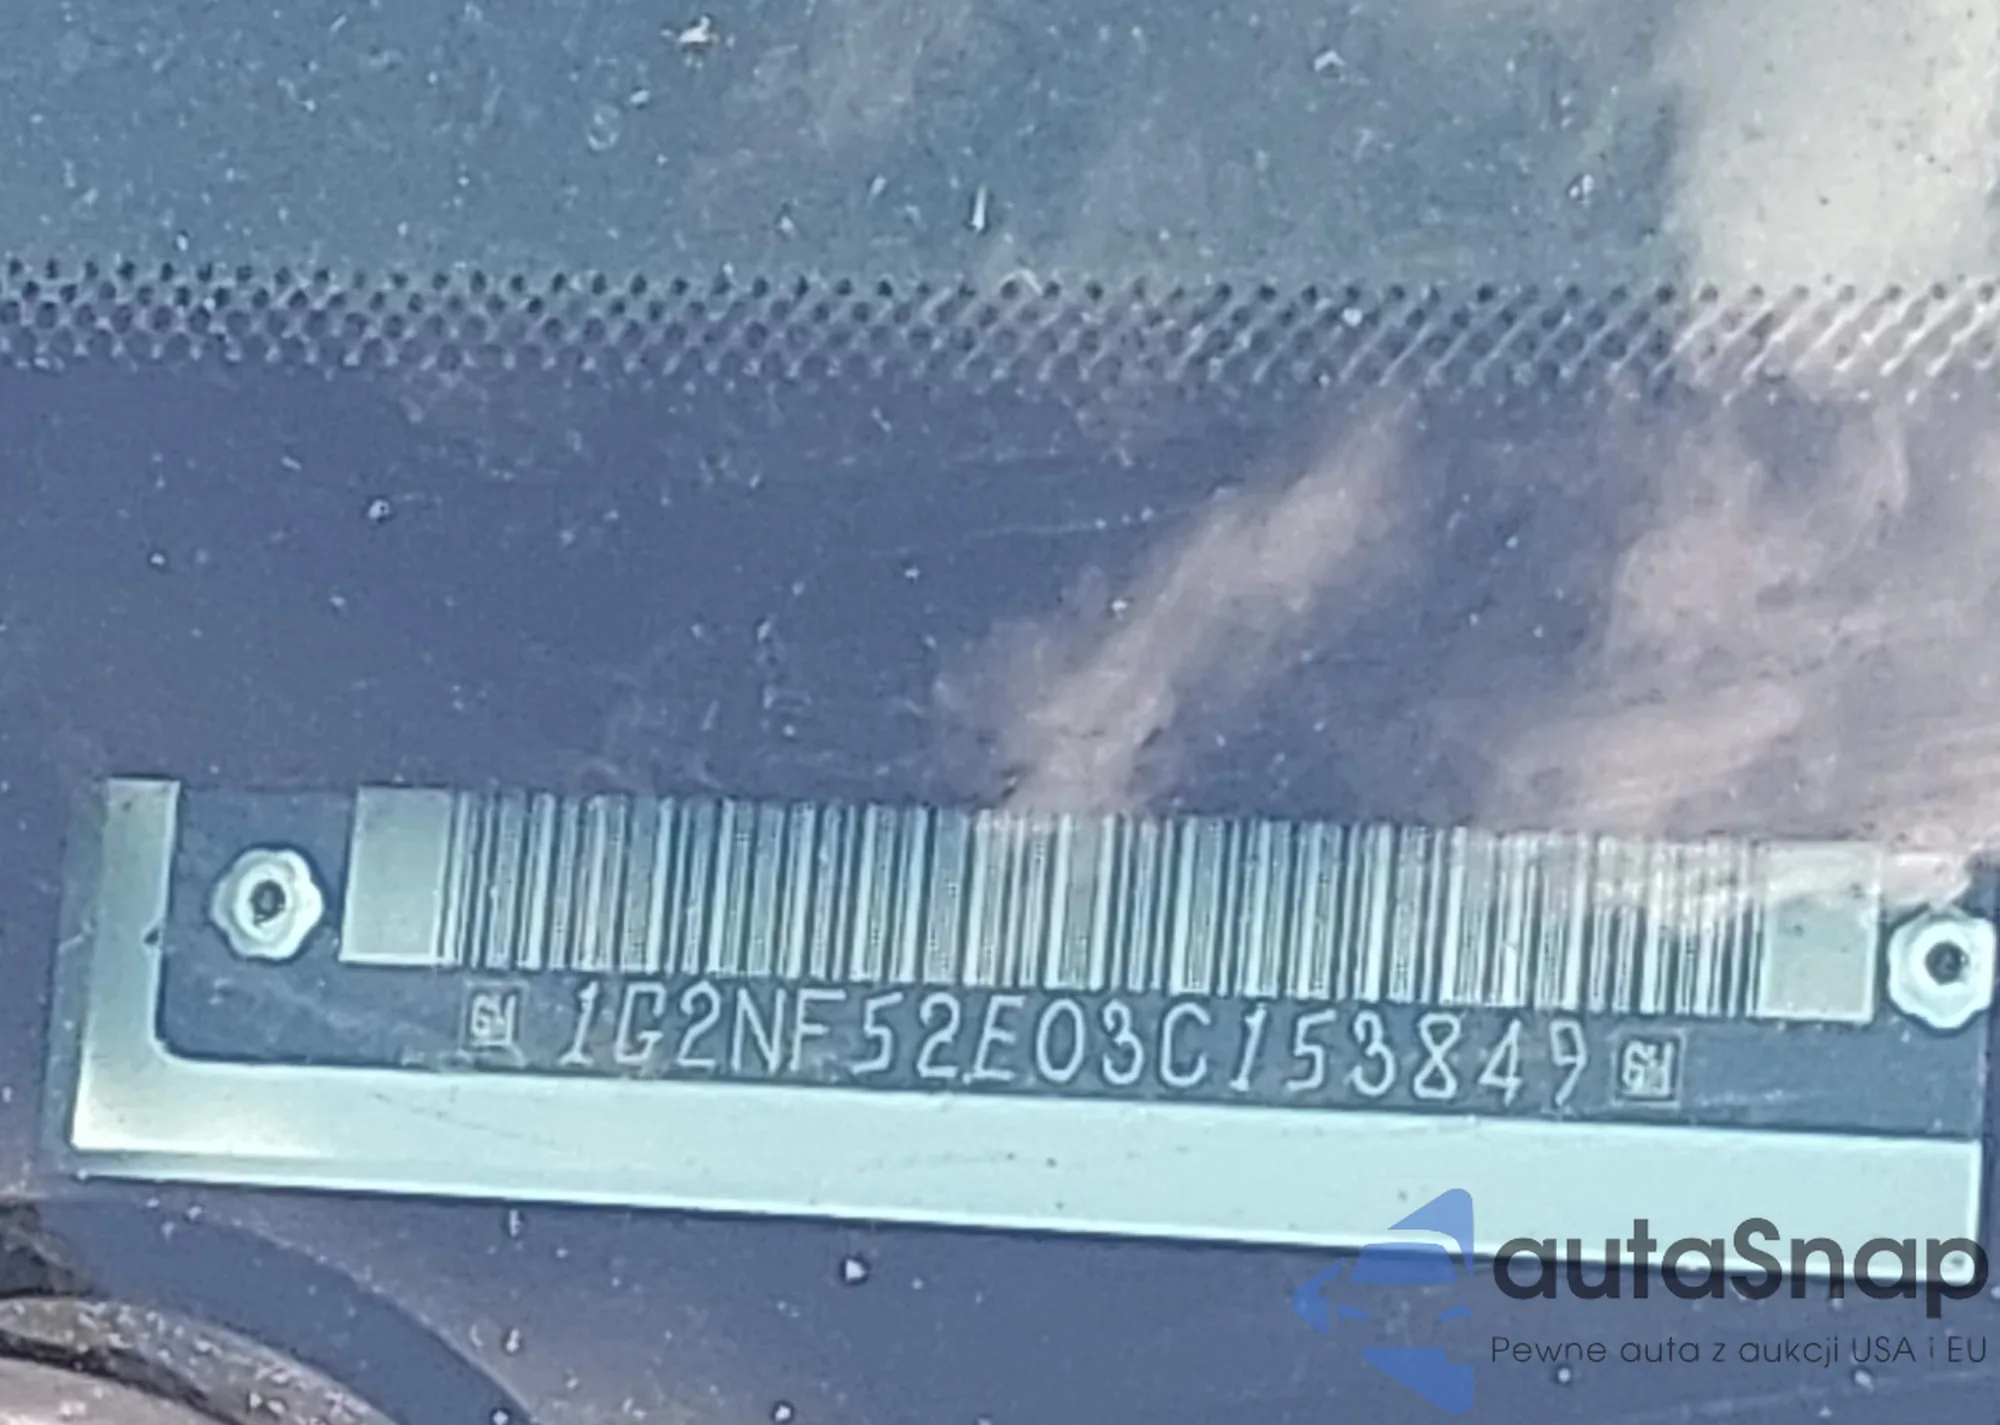 GM 1G2NF52E03C153849 GM
autaSnap
Pewne auta z aukcji USA i EU